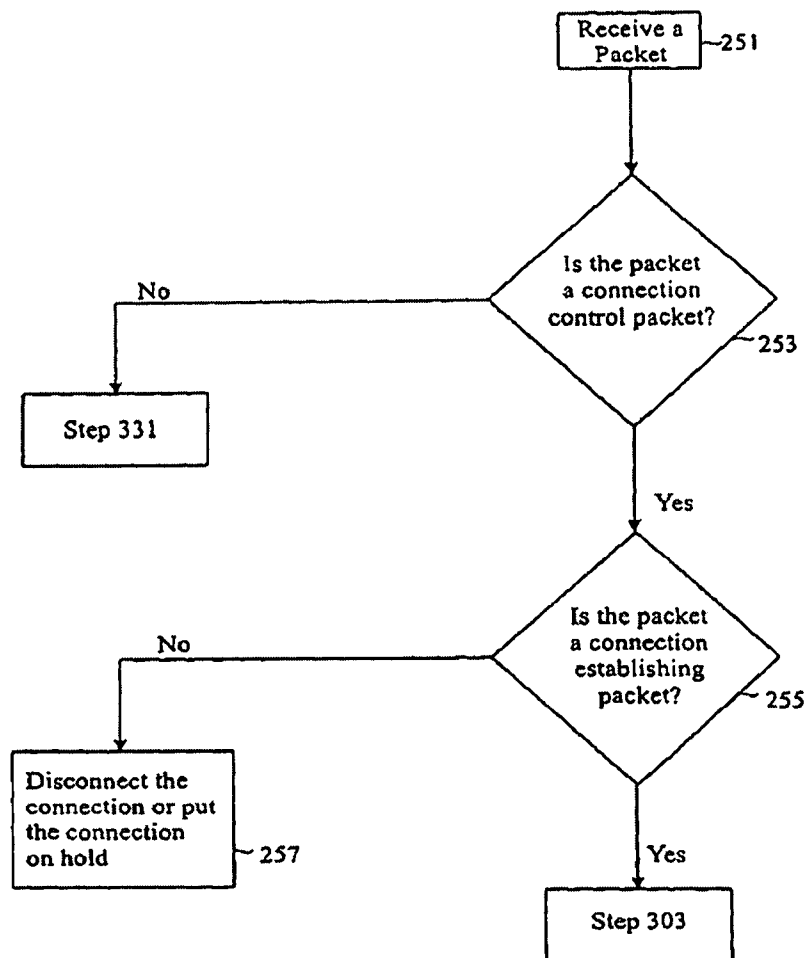 Receive a
Packet
251
Is the packet
a connection
control packet?
253
No
Step 331
Yes
Is the packet
a connection
establishing
packet?
255
No
Disconnect the
connection or put
the connection
on hold
257
Yes
Step 303